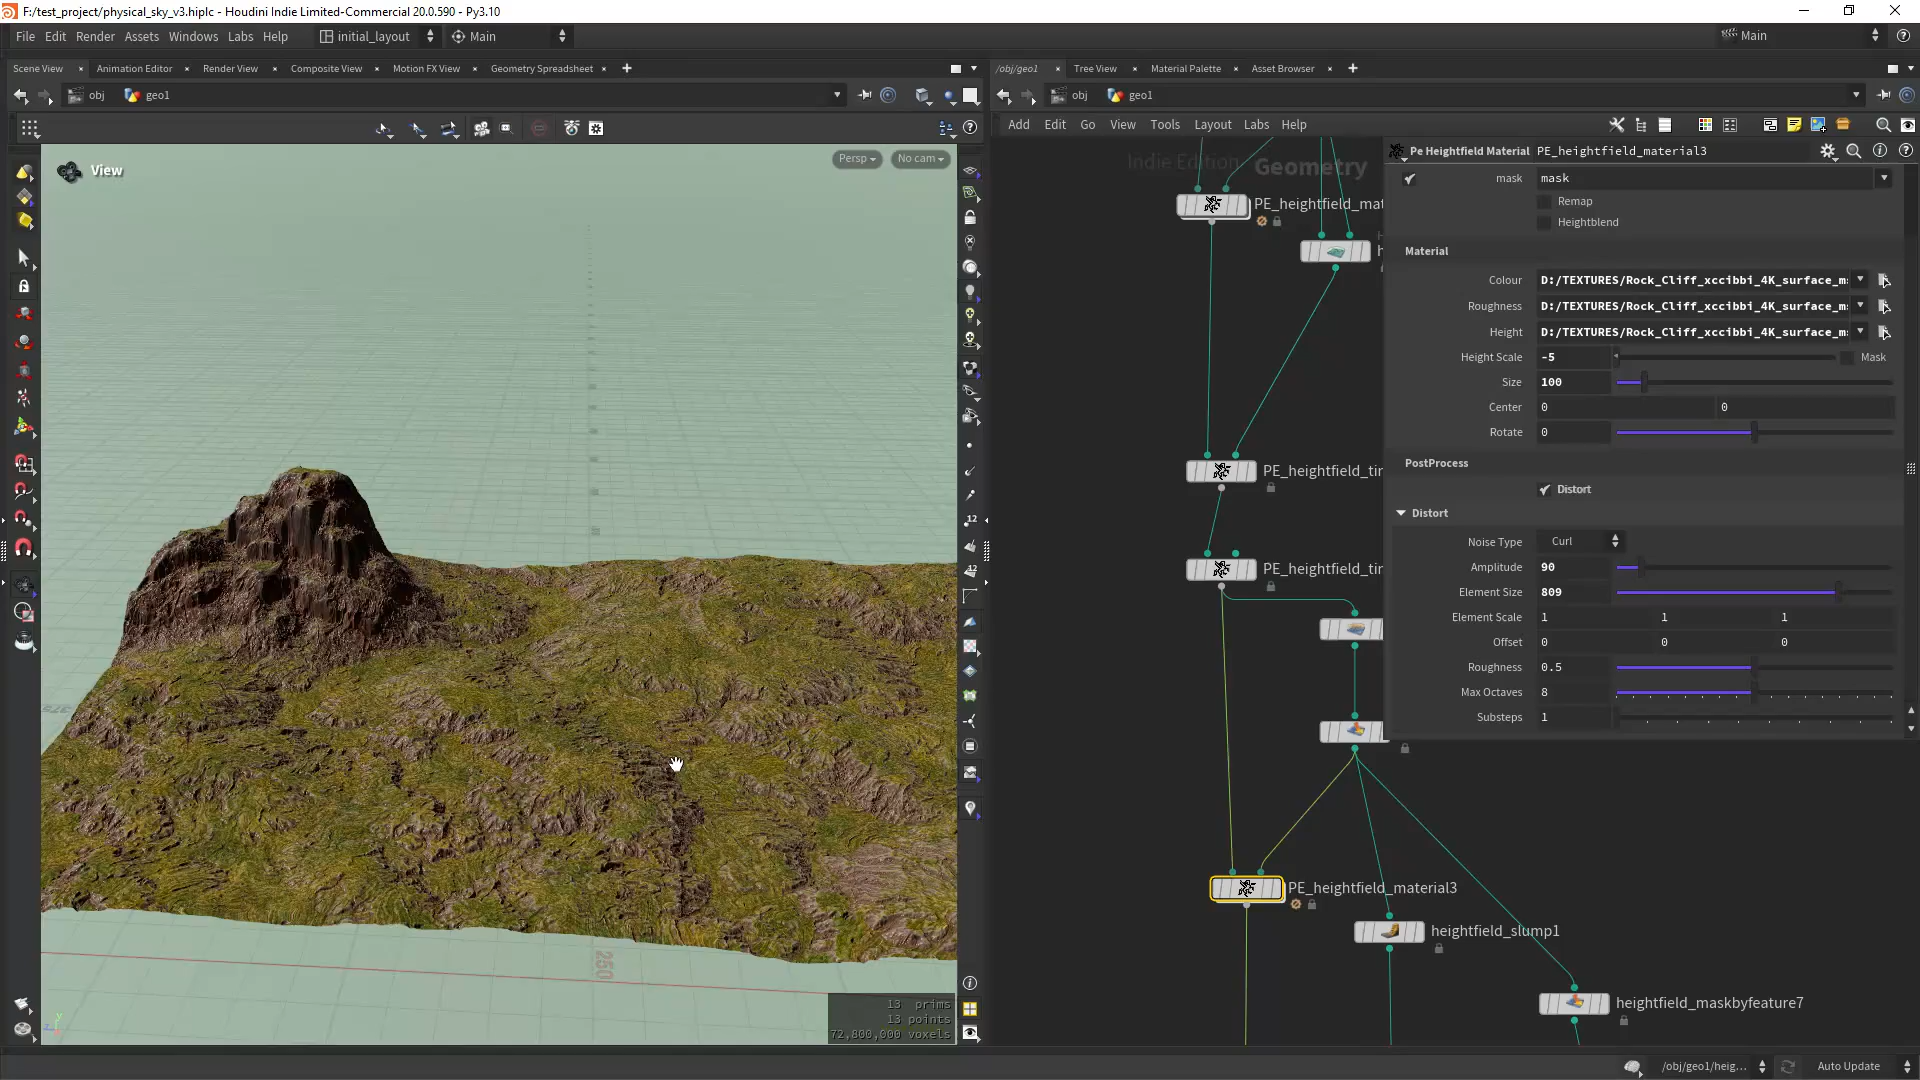 F:/test_project/physical_sky_v3.hiplc - Houdini Indie Limited-Commercial 20.0.590 - Py3.10
File Edit Render Assets Windows Labs Help initial_layout Main Main
Scene View Animation Editor Render View Composite View Motion FX View Geometry Spreadsheet
/obj/geo1 Tree View Material Palette Asset Browser
obj geo1
obj geo1
Add Edit Go View Tools Layout Labs Help
View
Persp No cam
Indie Edition Geometry
Pe Heightfield Material PE_heightfield_material3
mask mask
Remap
Heightblend
Material
Colour D:/TEXTURES/Rock_Cliff_xccibbi_4K_surface_m
Roughness D:/TEXTURES/Rock_Cliff_xccibbi_4K_surface_m
Height D:/TEXTURES/Rock_Cliff_xccibbi_4K_surface_m
Height Scale -5 Mask
Size 100
Center 0 0
Rotate 0
PostProcess
Distort
Distort
Noise Type Curl
Amplitude 90
Element Size 809
Element Scale 1 1 1
Offset 0 0 0
Roughness 0.5
Max Octaves 8
Substeps 1
PE_heightfield_mat
h
PE_heightfield_tin
PE_heightfield_tin
PE_heightfield_material3
heightfield_slump1
heightfield_maskbyfeature7
12
12
250
13 prims
13 points
72,800,000 voxels
/obj/geo1/heig... Auto Update